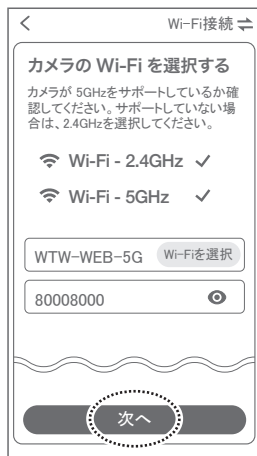 Wi-Fi接続
カメラの Wi-Fi を選択する
カメラが 5GHzをサポートしているか確
認してください。サポートしていない場
合は、2.4GHzを選択してください。
Wi-Fi - 2.4GHz ✓
Wi-Fi - 5GHz ✓
WTW-WEB-5G Wi-Fiを選択
80008000
次へ